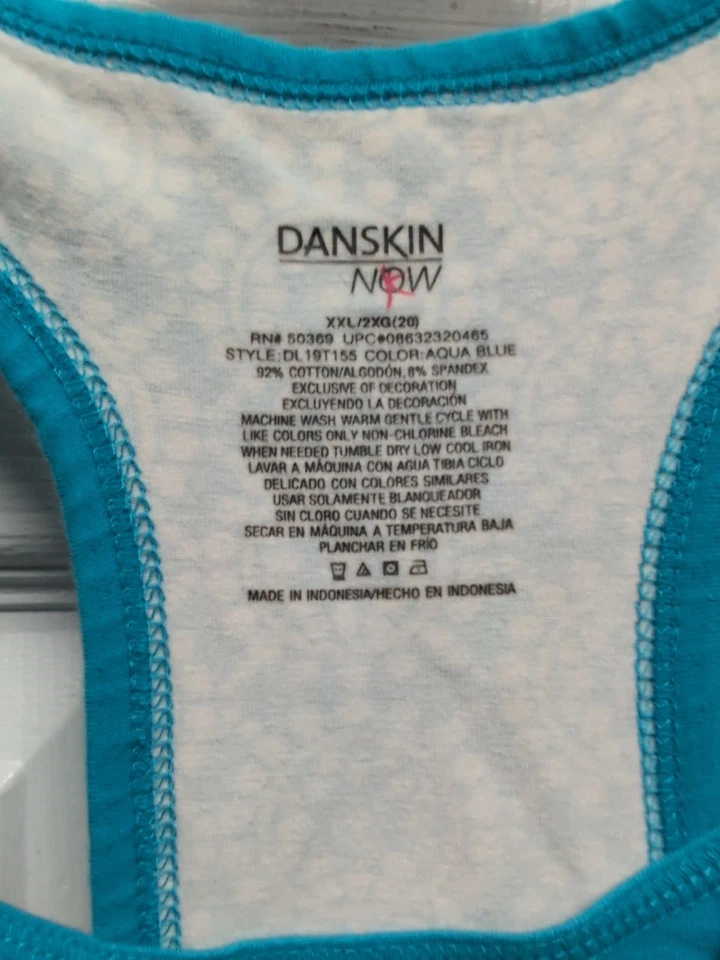 DANSKIN
NOW
XXL/2XG(20)
RN# 50369 UPC#08632320465
STYLE:DL19T155 COLOR:AQUA BLUE
92% COTTON/ALGODÓN, 8% SPANDEX
EXCLUSIVE OF DECORATION
EXCLUYENDO LA DECORACIÓN
MACHINE WASH WARM GENTLE CYCLE WITH
LIKE COLORS ONLY NON-CHLORINE BLEACH
WHEN NEEDED TUMBLE DRY LOW COOL IRON
LAVAR A MÁQUINA CON AGUA TIBIA CICLO
DELICADO CON COLORES SIMILARES
USAR SOLAMENTE BLANQUEADOR
SIN CLORO CUANDO SE NECESITE
SECAR EN MÁQUINA A TEMPERATURA BAJA
PLANCHAR EN FRÍO
MADE IN INDONESIA/HECHO EN INDONESIA